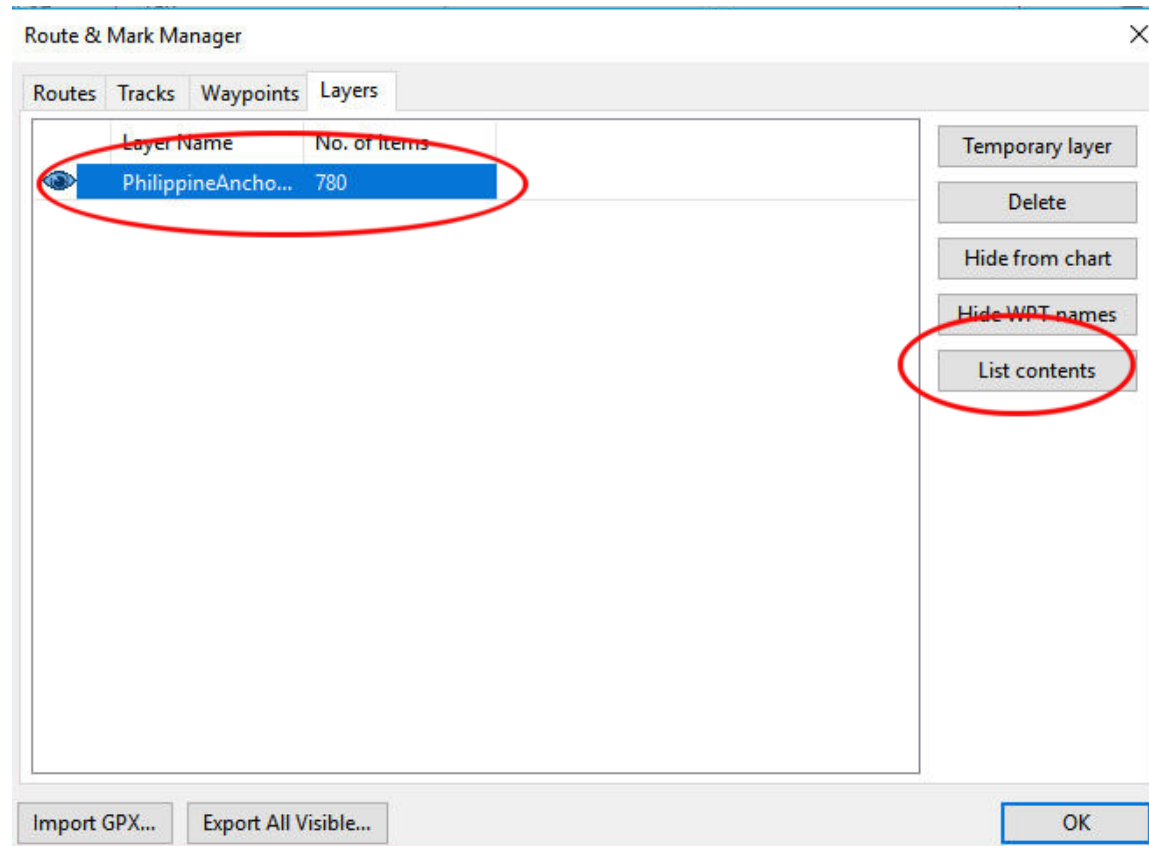 Route & Mark Manager
Routes Tracks Waypoints Layers
Layer Name No. of Items
PhilippineAncho... 780
Temporary layer
Delete
Hide from chart
Hide WPT names
List contents
Import GPX... Export All Visible... OK